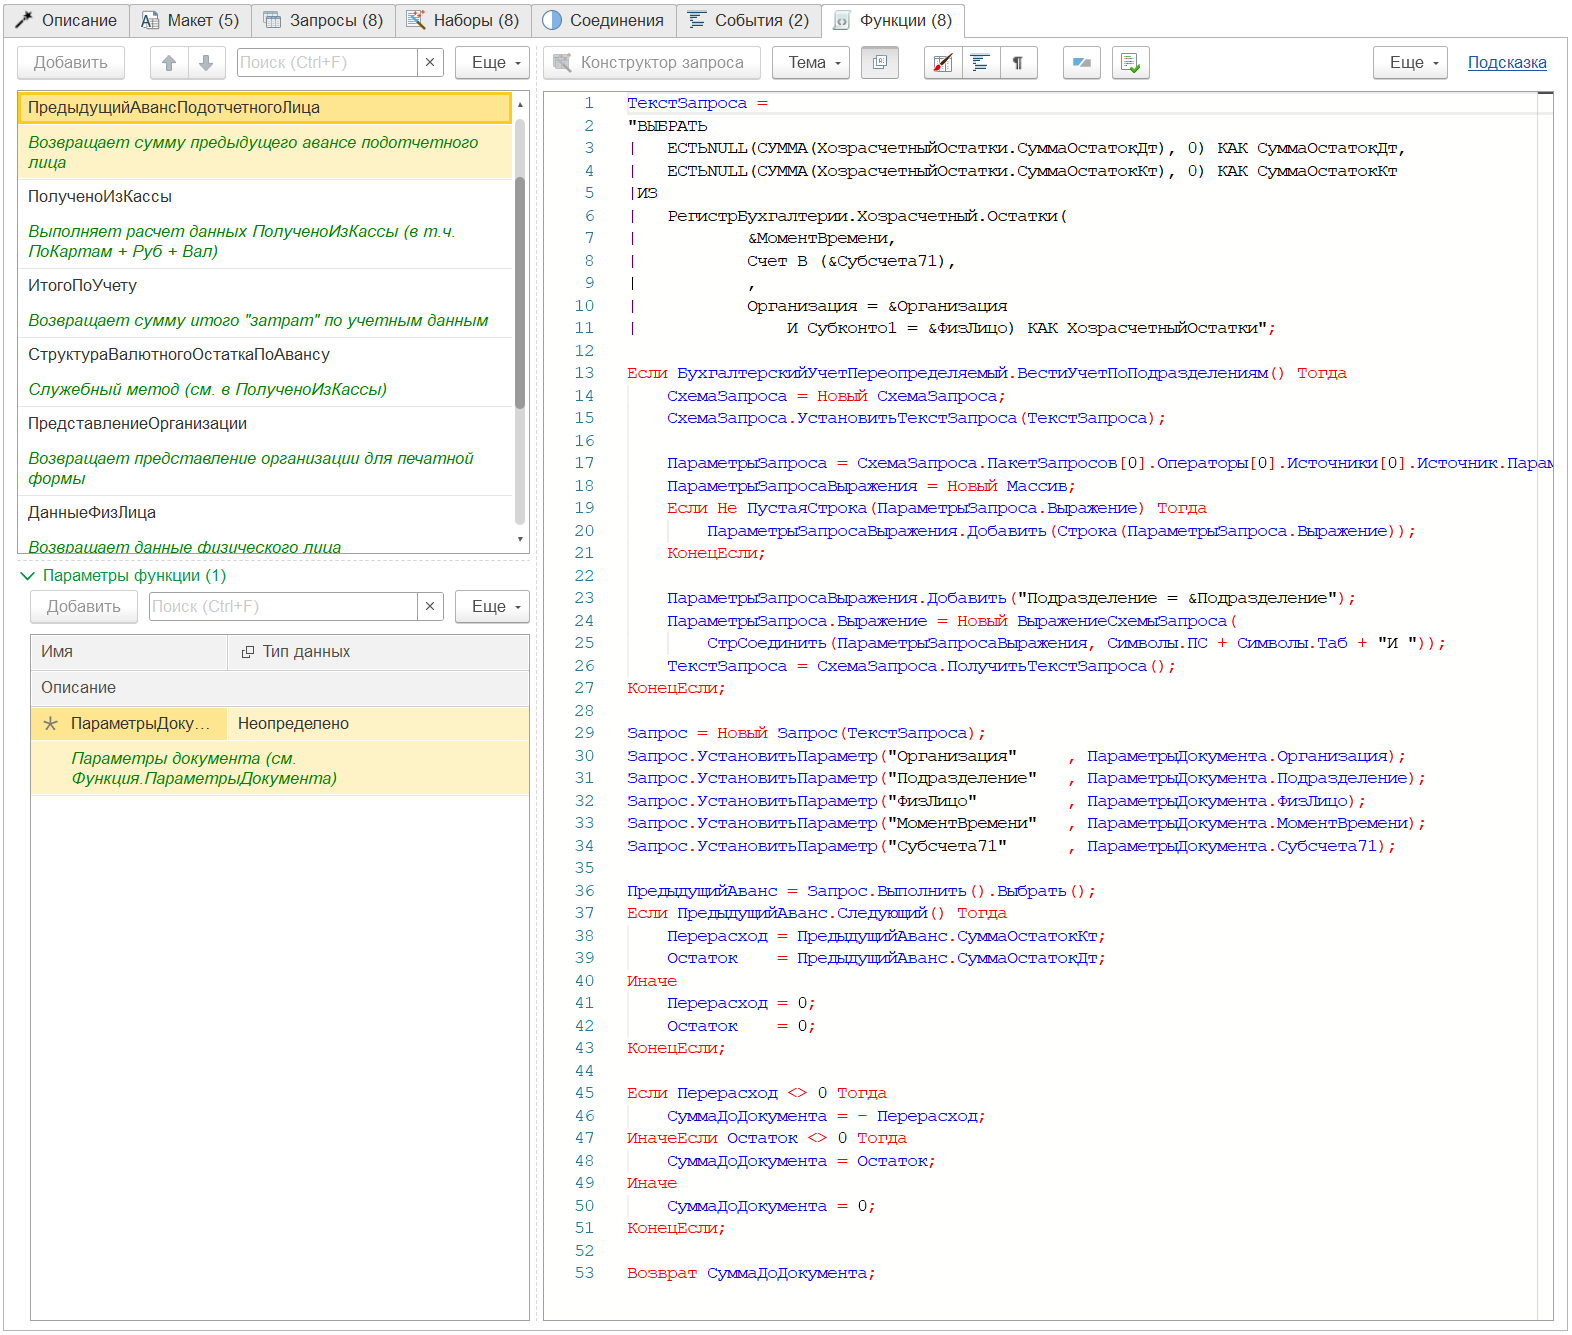 Описание Макет (5) Запросы (8) Наборы (8) Соединения События (2) Функции (8)
Добавить Поиск (Ctrl+F) × Еще
Конструктор запроса Тема Еще Подсказка
ПредыдущийАвансПодотчетногоЛица
Возвращает сумму предыдущего авансе подотчетного
лица
ПолученоИзКассы
Выполняет расчет данных ПолученоИзКассы (в т.ч.
ПоКартам + Руб + Вал)
ИтогоПоУчету
Возвращает сумму итого "затрат" по учетным данным
СтруктураВалютногоОстаткаПоАвансу
Служебный метод (см. в ПолученоИзКассы)
ПредставлениеОрганизации
Возвращает представление организации для печатной
формы
ДанныеФизЛица
Возвращает данные физического лица
Параметры функции (1)
Добавить Поиск (Ctrl+F) × Еще
Имя Тип данных
Описание
ПараметрыДоку... Неопределено
Параметры документа (см.
Функция.ПараметрыДокумента)
1 ТекстЗапроса =
2 "ВЫБРАТЬ
3 | ЕСТЬNULL(СУММА(ХозрасчетныйОстатки.СуммаОстатокДт), 0) КАК СуммаОстатокДт,
4 | ЕСТЬNULL(СУММА(ХозрасчетныйОстатки.СуммаОстатокКт), 0) КАК СуммаОстатокКт
5 |ИЗ
6 | РегистрБухгалтерии.Хозрасчетный.Остатки(
7 | &МоментВремени,
8 | Счет В (&Субсчета71),
9 | ,
10 | Организация = &Организация
11 | И Субконто1 = &ФизЛицо) КАК ХозрасчетныйОстатки";
12
13 Если БухгалтерскийУчетПереопределяемый.ВестиУчетПоПодразделениям() Тогда
14 СхемаЗапроса = Новый СхемаЗапроса;
15 СхемаЗапроса.УстановитьТекстЗапроса(ТекстЗапроса);
16
17 ПараметрыЗапроса = СхемаЗапроса.ПакетЗапросов[0].Операторы[0].Источники[0].Источник.Парам
18 ПараметрыЗапросаВыражения = Новый Массив;
19 Если Не ПустаяСтрока(ПараметрыЗапроса.Выражение) Тогда
20 ПараметрыЗапросаВыражения.Добавить(Строка(ПараметрыЗапроса.Выражение));
21 КонецЕсли;
22
23 ПараметрыЗапросаВыражения.Добавить("Подразделение = &Подразделение");
24 ПараметрыЗапроса.Выражение = Новый ВыражениеСхемыЗапроса(
25 СтрСоединить(ПараметрыЗапросаВыражения, Символы.ПС + Символы.Таб + "И "));
26 ТекстЗапроса = СхемаЗапроса.ПолучитьТекстЗапроса();
27 КонецЕсли;
28
29 Запрос = Новый Запрос(ТекстЗапроса);
30 Запрос.УстановитьПараметр("Организация" , ПараметрыДокумента.Организация);
31 Запрос.УстановитьПараметр("Подразделение" , ПараметрыДокумента.Подразделение);
32 Запрос.УстановитьПараметр("ФизЛицо" , ПараметрыДокумента.ФизЛицо);
33 Запрос.УстановитьПараметр("МоментВремени" , ПараметрыДокумента.МоментВремени);
34 Запрос.УстановитьПараметр("Субсчета71" , ПараметрыДокумента.Субсчета71);
35
36 ПредыдущийАванс = Запрос.Выполнить().Выбрать();
37 Если ПредыдущийАванс.Следующий() Тогда
38 Перерасход = ПредыдущийАванс.СуммаОстатокКт;
39 Остаток = ПредыдущийАванс.СуммаОстатокДт;
40 Иначе
41 Перерасход = 0;
42 Остаток = 0;
43 КонецЕсли;
44
45 Если Перерасход <> 0 Тогда
46 СуммаДоДокумента = - Перерасход;
47 ИначеЕсли Остаток <> 0 Тогда
48 СуммаДоДокумента = Остаток;
49 Иначе
50 СуммаДоДокумента = 0;
51 КонецЕсли;
52
53 Возврат СуммаДоДокумента;